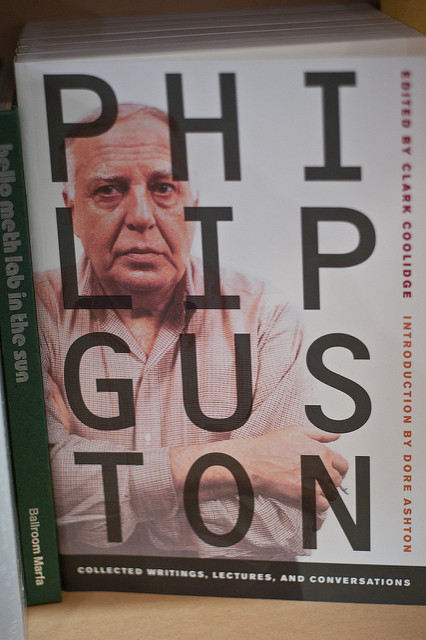 PHI
LIP
GUS
TON
EDITED BY CLARK COOLIDGE INTRODUCTION BY DORE ASHTON
COLLECTED WRITINGS, LECTURES, AND CONVERSATIONS
hello meth lab in the sun
Ballroom Marfa